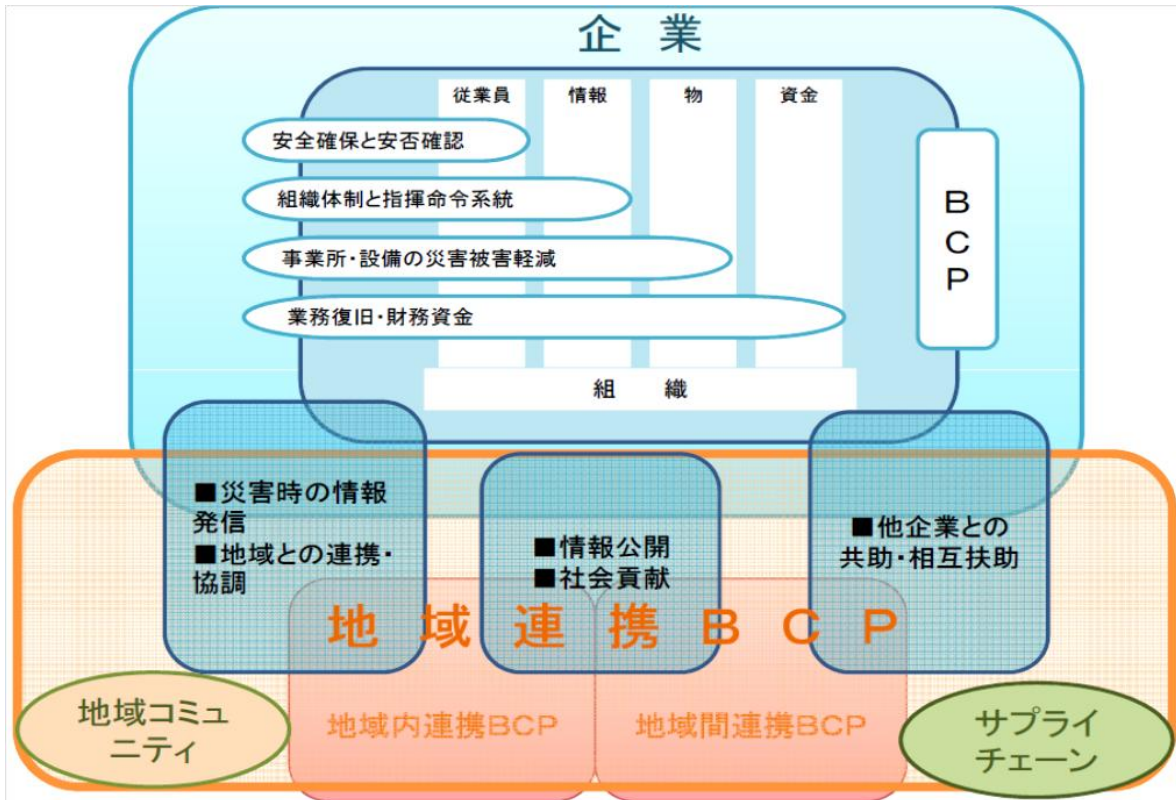 企 業
従業員 情報 物 資金
安全確保と安否確認
組織体制と指揮命令系統
事業所・設備の災害被害軽減
業務復旧・財務資金
組 織
B
C
P
■災害時の情報
発信
■地域との連携・
協調
■情報公開
■社会貢献
■他企業との
共助・相互扶助
地 域 連 携 B C P
地域内連携BCP
地域間連携BCP
地域コミュ
ニティ
サプライ
チェーン